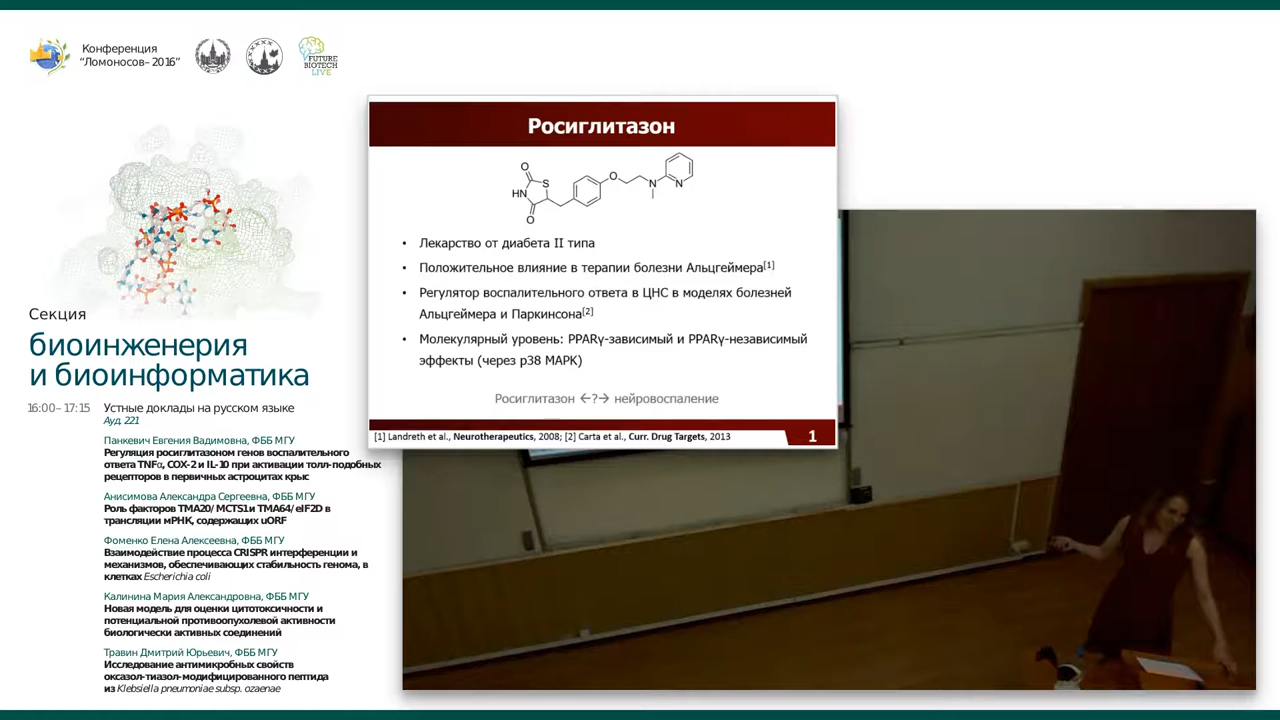 Конференция
“Ломоносов–2016”
FUTURE
BIOTECH
LIVE
Росиглитазон
O
S
HN
O
O
N
N
• Лекарство от диабета II типа
• Положительное влияние в терапии болезни Альцгеймера[1]
• Регулятор воспалительного ответа в ЦНС в моделях болезней
Альцгеймера и Паркинсона[2]
• Молекулярный уровень: PPARγ-зависимый и PPARγ-независимый
эффекты (через p38 MAPK)
Росиглитазон ←?→ нейровоспаление
[1] Landreth et al., Neurotherapeutics, 2008; [2] Carta et al., Curr. Drug Targets, 2013
1
Секция
биоинженерия
и биоинформатика
16:00–17:15 Устные доклады на русском языке
Ауд. 221
Панкевич Евгения Вадимовна, ФББ МГУ
Регуляция росиглитазоном генов воспалительного
ответа TNFα, COX-2 и IL-10 при активации толл-подобных
рецепторов в первичных астроцитах крыс
Анисимова Александра Сергеевна, ФББ МГУ
Роль факторов TMA20/MCTS1 и TMA64/eIF2D в
трансляции мРНК, содержащих uORF
Фоменко Елена Алексеевна, ФББ МГУ
Взаимодействие процесса CRISPR интерференции и
механизмов, обеспечивающих стабильность генома, в
клетках Escherichia coli
Калинина Мария Александровна, ФББ МГУ
Новая модель для оценки цитотоксичности и
потенциальной противоопухолевой активности
биологически активных соединений
Травин Дмитрий Юрьевич, ФББ МГУ
Исследование антимикробных свойств
оксазол-тиазол-модифицированного пептида
из Klebsiella pneumoniae subsp. ozaenae